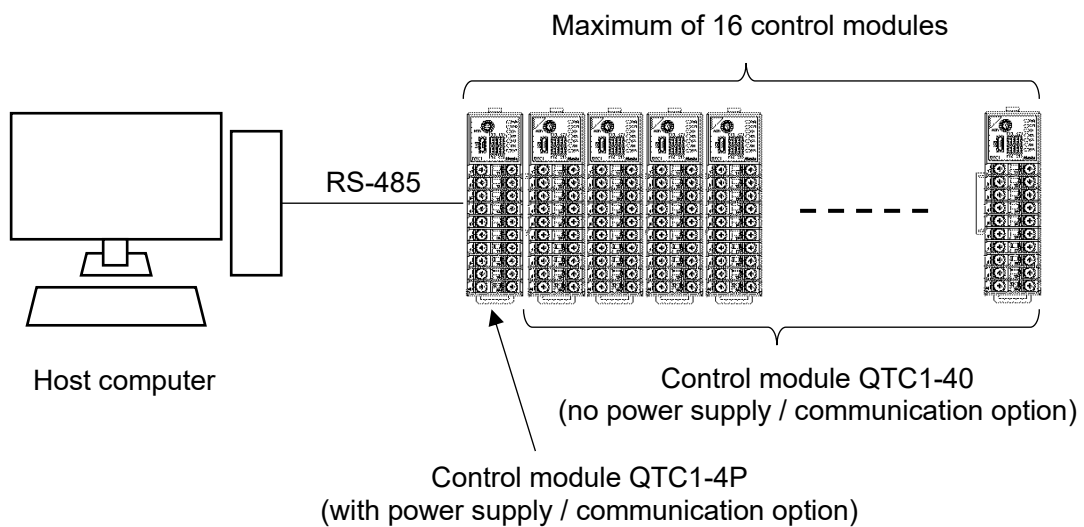 Maximum of 16 control modules
RS-485
Host computer
Control module QTC1-40
(no power supply / communication option)
Control module QTC1-4P
(with power supply / communication option)